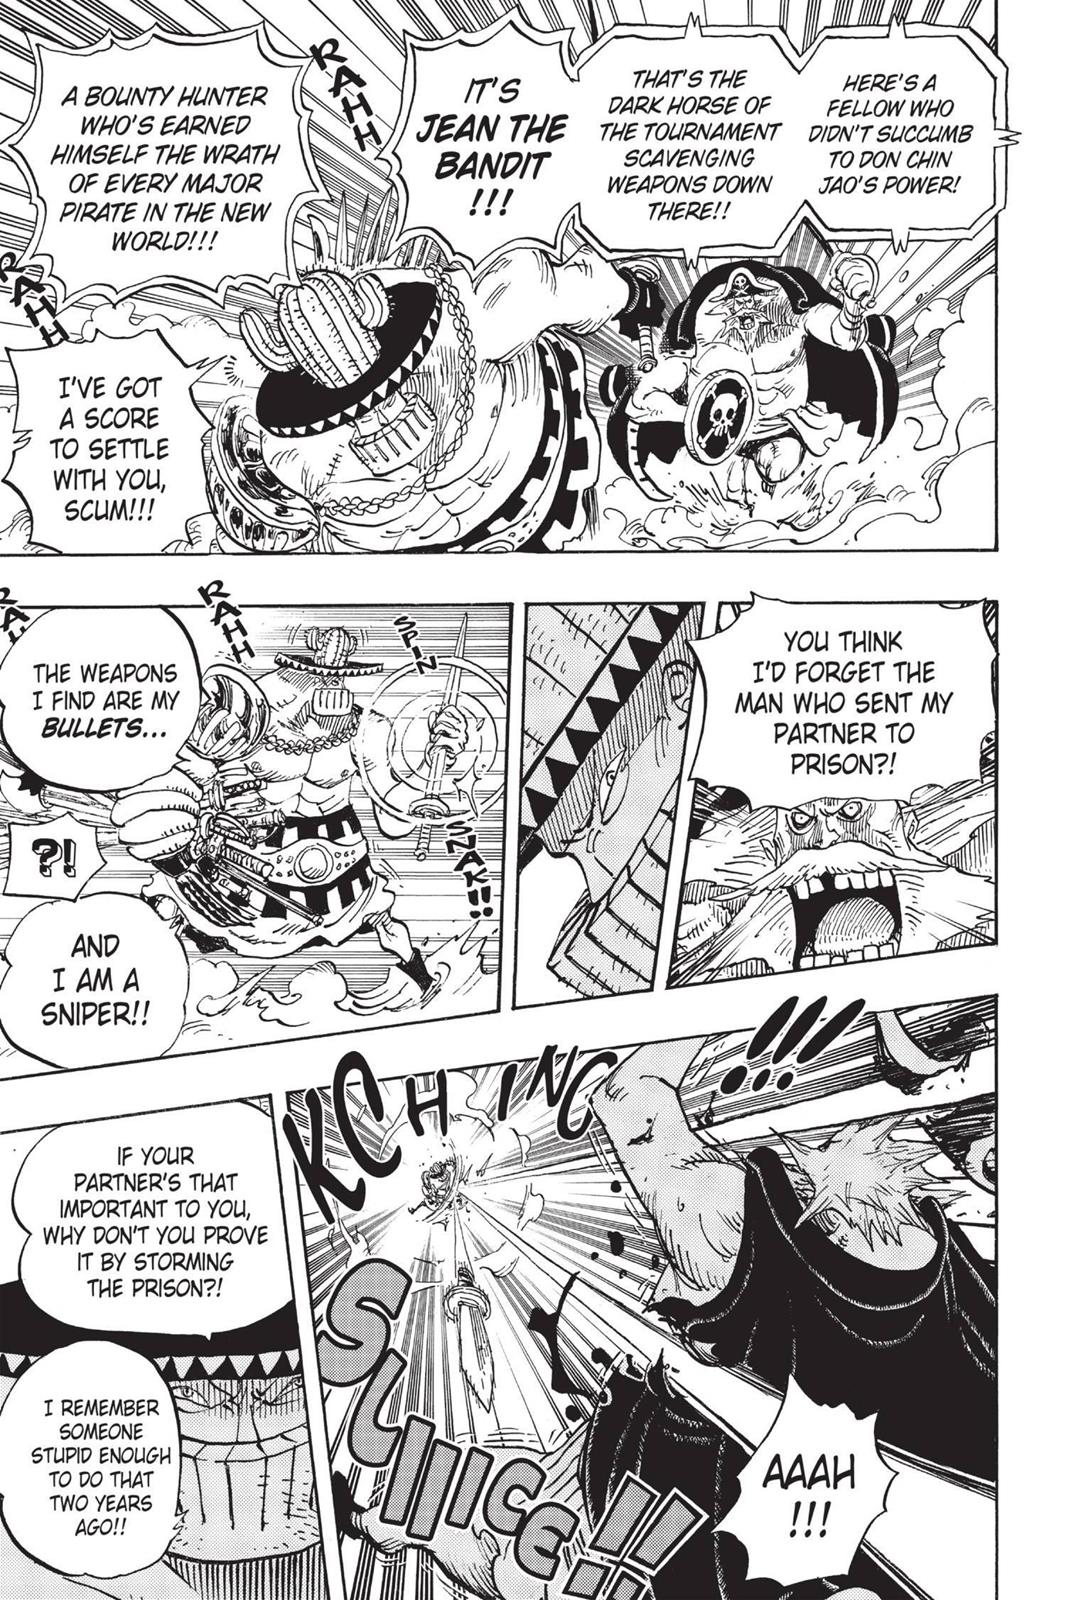 HERE'S A
FELLOW WHO
DIDN'T SUCCUMB
TO DON CHIN
JAO'S POWER!
THAT'S THE
DARK HORSE OF
THE TOURNAMENT
SCAVENGING
WEAPONS DOWN
THERE!!
IT'S
JEAN THE
BANDIT
!!!
RAHH
A BOUNTY HUNTER
WHO'S EARNED
HIMSELF THE WRATH
OF EVERY MAJOR
PIRATE IN THE NEW
WORLD!!!
RAHH
I'VE GOT
A SCORE
TO SETTLE
WITH YOU,
SCUM!!!
YOU THINK
I'D FORGET THE
MAN WHO SENT MY
PARTNER TO
PRISON?!
SPIN
SNAK!!
RAHH
RAHH
THE WEAPONS
I FIND ARE MY
BULLETS...
?!
AND
I AM A
SNIPER!!
!!!
KCHING
SLIIICE!!
AAAH
!!!
IF YOUR
PARTNER'S THAT
IMPORTANT TO YOU,
WHY DON'T YOU PROVE
IT BY STORMING
THE PRISON?!
I REMEMBER
SOMEONE
STUPID ENOUGH
TO DO THAT
TWO YEARS
AGO!!